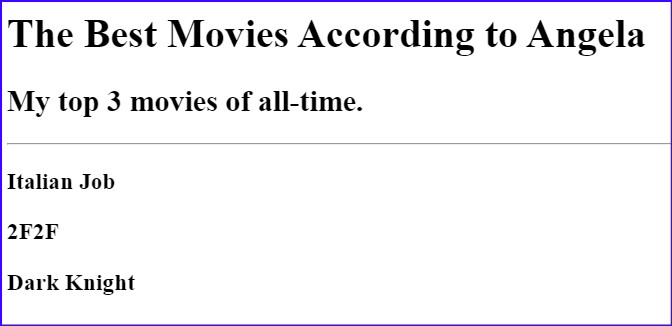 The Best Movies According to Angela
My top 3 movies of all-time.
Italian Job
2F2F
Dark Knight